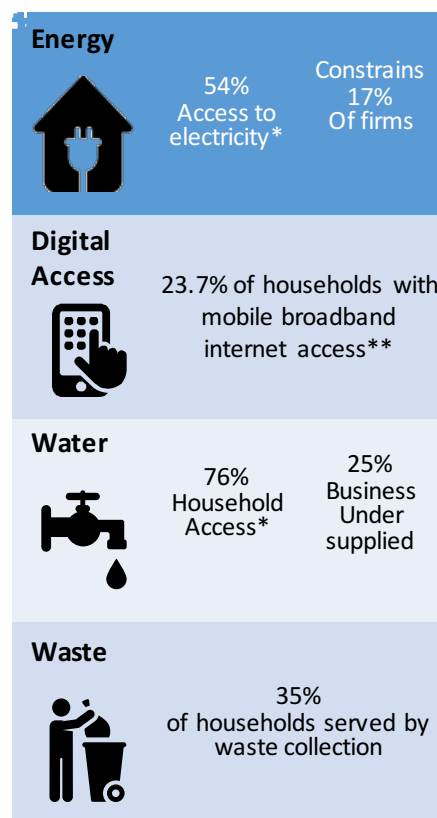 Energy
54%
Access to
electricity*
Constrains
17%
Of firms
Digital
Access
23.7% of households with
mobile broadband
internet access**
Water
76%
Household
Access*
25%
Business
Under
supplied
Waste
35%
of households served by
waste collection